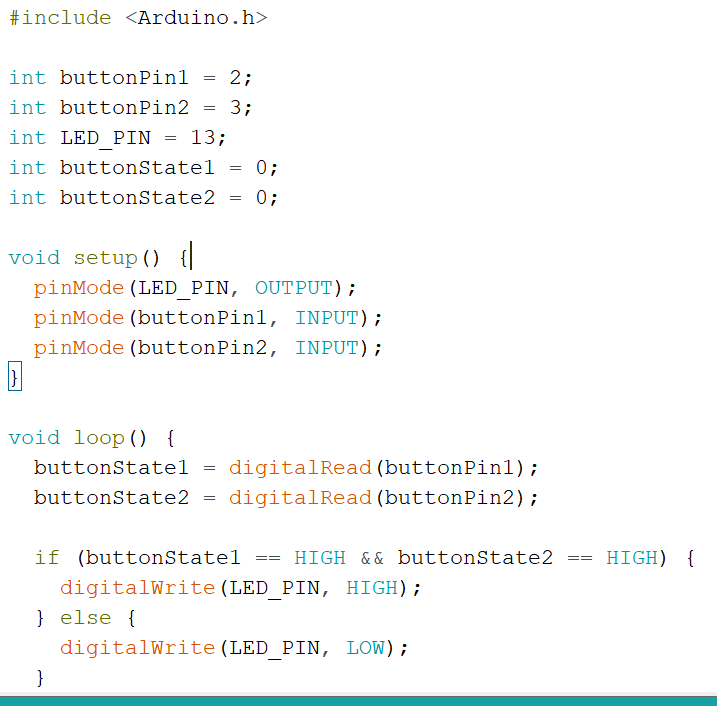 #include <Arduino.h>

int buttonPin1 = 2;
int buttonPin2 = 3;
int LED_PIN = 13;
int buttonState1 = 0;
int buttonState2 = 0;

void setup() {
  pinMode(LED_PIN, OUTPUT);
  pinMode(buttonPin1, INPUT);
  pinMode(buttonPin2, INPUT);
}

void loop() {
  buttonState1 = digitalRead(buttonPin1);
  buttonState2 = digitalRead(buttonPin2);

  if (buttonState1 == HIGH && buttonState2 == HIGH) {
    digitalWrite(LED_PIN, HIGH);
  } else {
    digitalWrite(LED_PIN, LOW);
  }